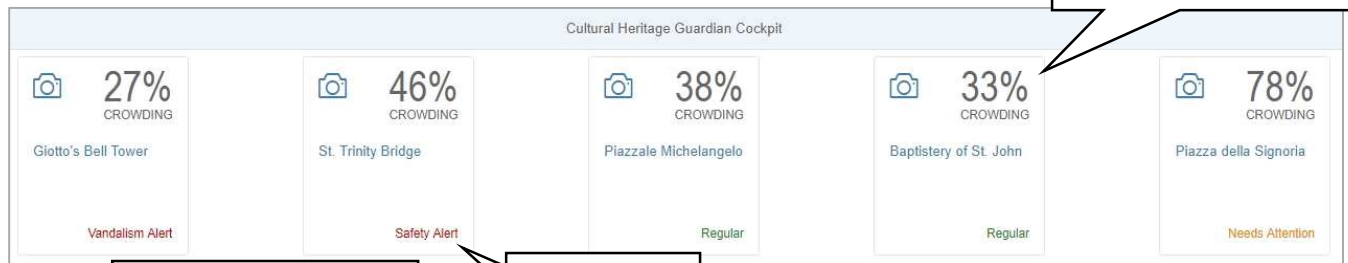 Cultural Heritage Guardian Cockpit
27%
CROWDING
Giotto's Bell Tower
Vandalism Alert
46%
CROWDING
St. Trinity Bridge
Safety Alert
38%
CROWDING
Piazzale Michelangelo
Regular
33%
CROWDING
Baptistery of St. John
Regular
78%
CROWDING
Piazza della Signoria
Needs Attention